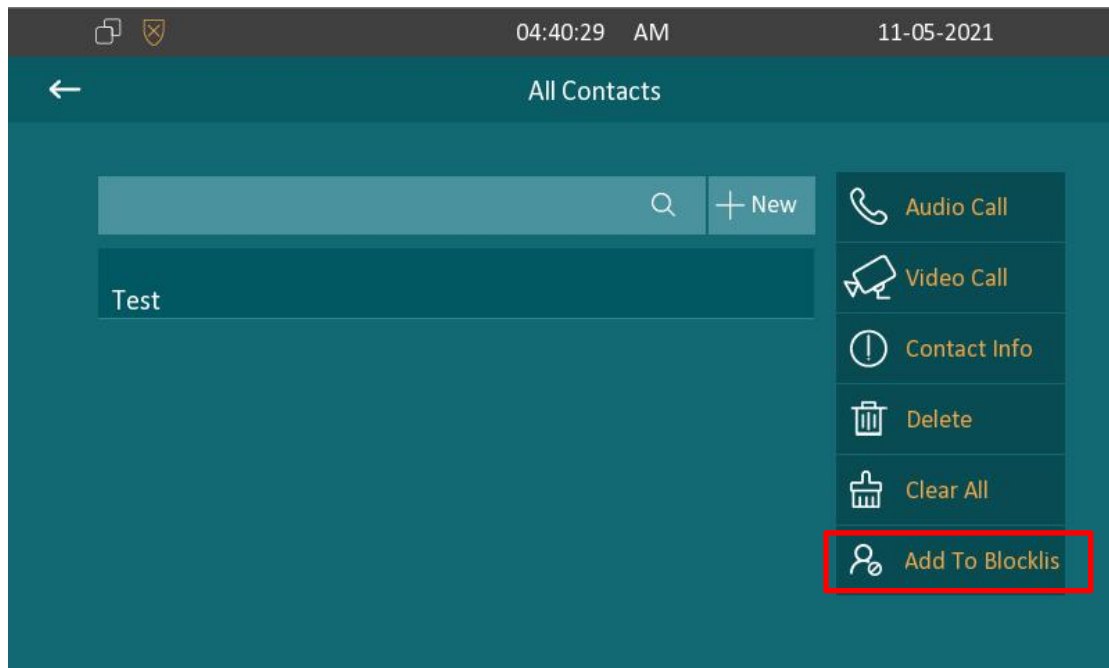 04:40:29 AM 11-05-2021
All Contacts
New
Test
Audio Call
Video Call
Contact Info
Delete
Clear All
Add To Blocklis